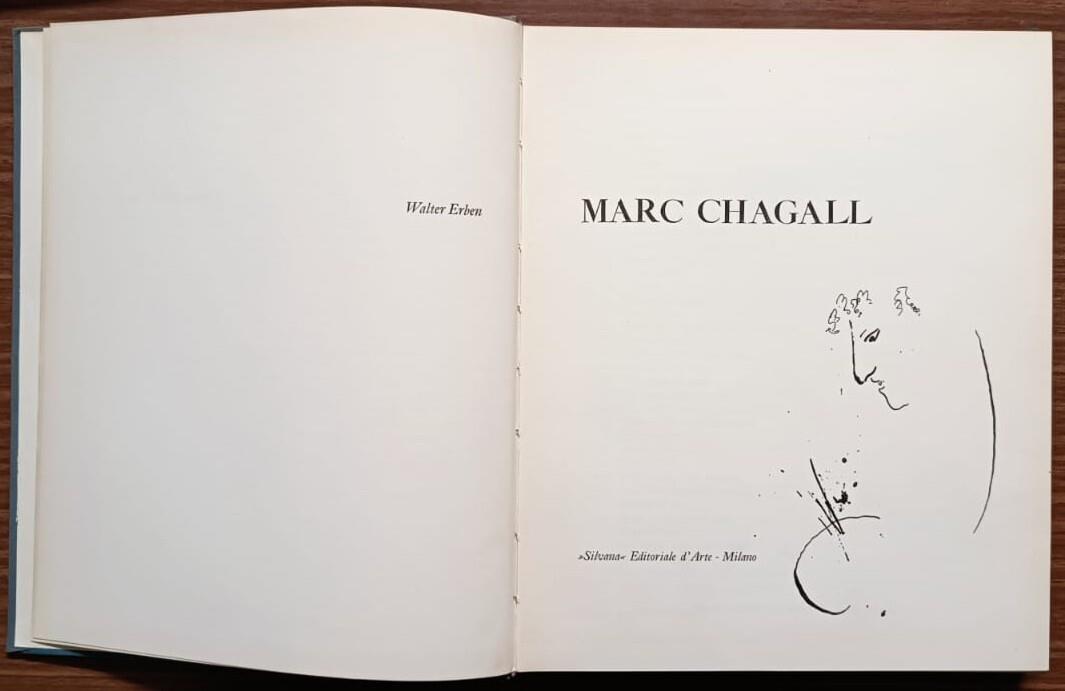 Walter Erben
MARC CHAGALL
»Silvana« Editoriale d'Arte - Milano